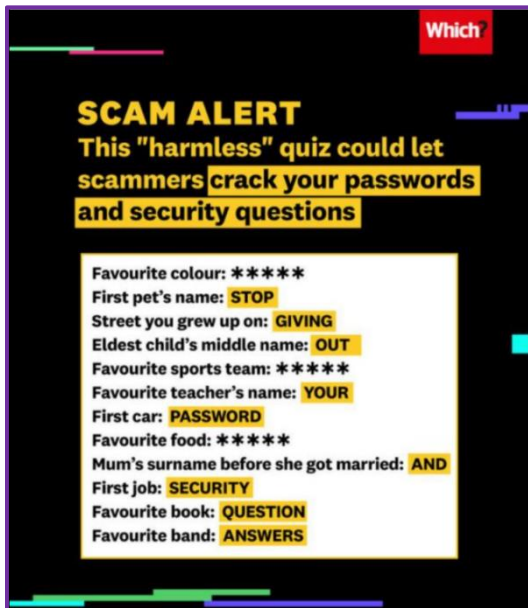 Which?
SCAM ALERT
This "harmless" quiz could let
scammers crack your passwords
and security questions
Favourite colour: *****
First pet's name: STOP
Street you grew up on: GIVING
Eldest child's middle name: OUT
Favourite sports team: *****
Favourite teacher's name: YOUR
First car: PASSWORD
Favourite food: *****
Mum's surname before she got married: AND
First job: SECURITY
Favourite book: QUESTION
Favourite band: ANSWERS